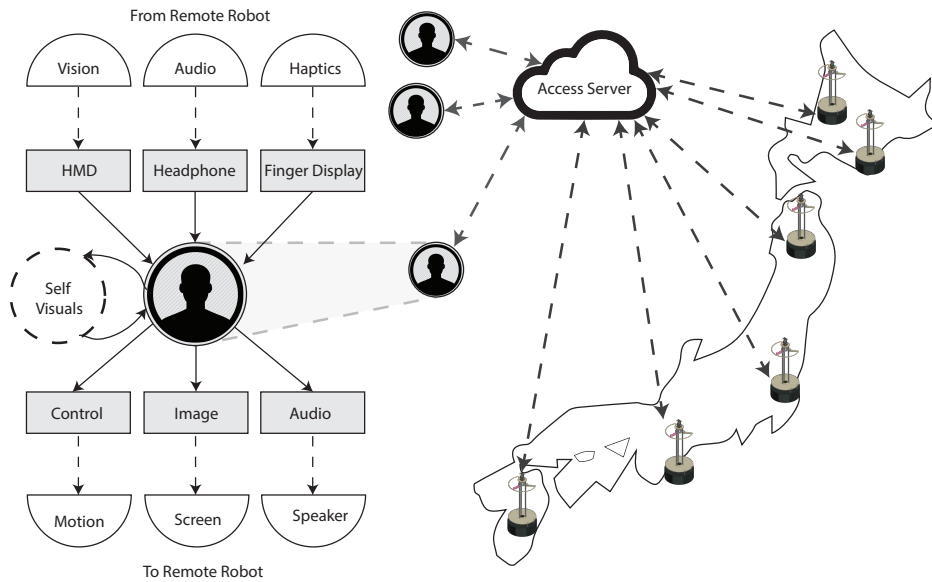 From Remote Robot
Vision
Audio
Haptics
HMD
Headphone
Finger Display
Self
Visuals
Control
Image
Audio
Motion
Screen
Speaker
To Remote Robot
Access Server